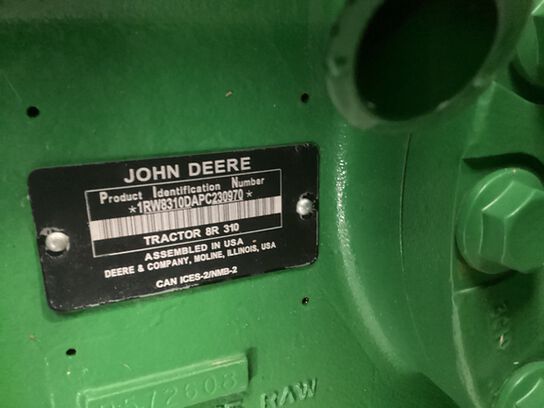 JOHN DEERE
Product Identification Number
*1RW8310DAPC230970*
TRACTOR 8R 310
ASSEMBLED IN USA
DEERE & COMPANY, MOLINE, ILLINOIS, USA
CAN ICES-2/NMB-2
RAW